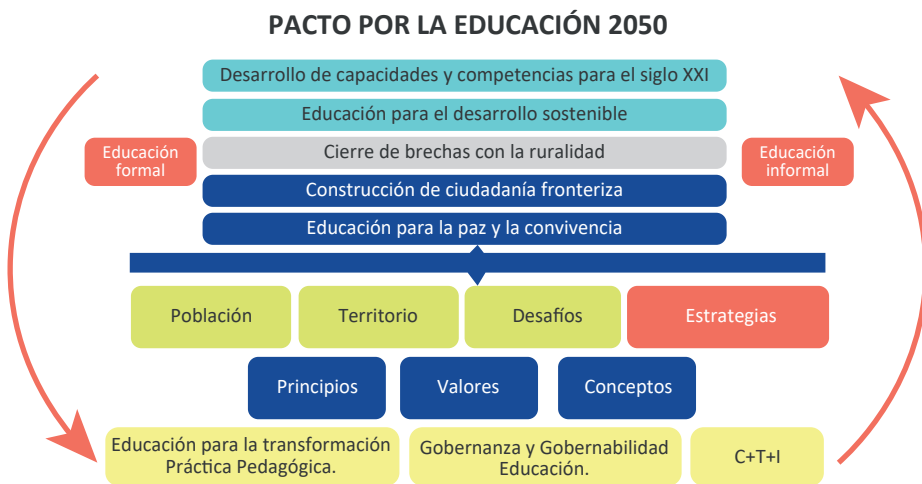 PACTO POR LA EDUCACIÓN 2050
Desarrollo de capacidades y competencias para el siglo XXI
Educación para el desarrollo sostenible
Educación
formal
Cierre de brechas con la ruralidad
Educación
informal
Construcción de ciudadanía fronteriza
Educación para la paz y la convivencia
Población
Territorio
Desafíos
Estrategias
Principios
Valores
Conceptos
Educación para la transformación
Práctica Pedagógica.
Gobernanza y Gobernabilidad
Educación.
C+T+I